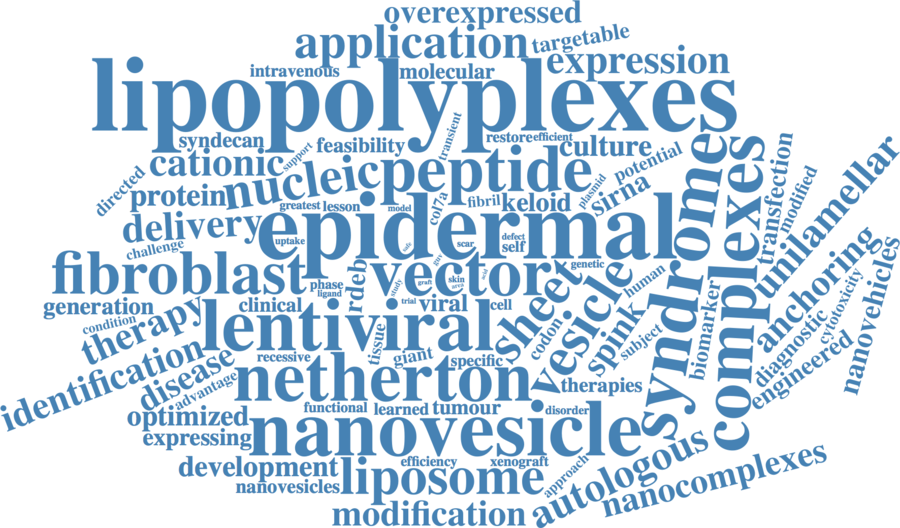 overexpressed
application
targetable
expression
intravenous
molecular
lipopolyplexes
syndecan
feasibility
transient
restore
efficient
culture
cationic
support
nucleic
peptide
potential
directed
protein
greatest
lesson
model
col7a
fibril
keloid
plasmid
sirna
syndrome
complexes
transfection
modified
unilamellar
delivery
challenge
epidermal
uptake
scar
defect
self
fibroblast
phase
ligand
rdeb
vector
skin
graft
study
genetic
human
sheet
vesicle
anchoring
generation
condition
therapy
clinical
lentiviral
trial
viral
cell
codon
spink
subject
biomarker
diagnostic
cytotoxicity
engineered
nanovehicles
identification
disease
advantage
recessive
tissue
giant
specific
netherton
therapies
optimized
expressing
functional
learned
tumour
disorder
nanovesicle
development
nanovesicles
liposome
efficiency
xenograft
approach
autologous
nanocomplexes
modification